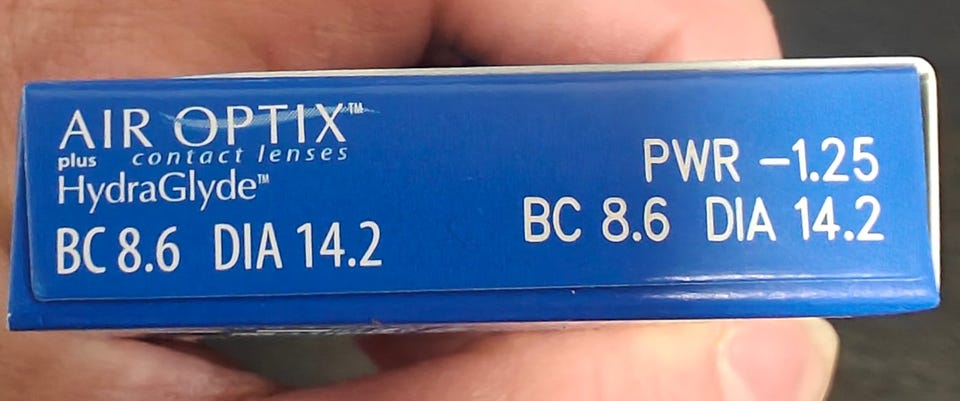 AIR OPTIX™
plus contact lenses
HydraGlyde™
BC 8.6 DIA 14.2
PWR –1.25
BC 8.6 DIA 14.2